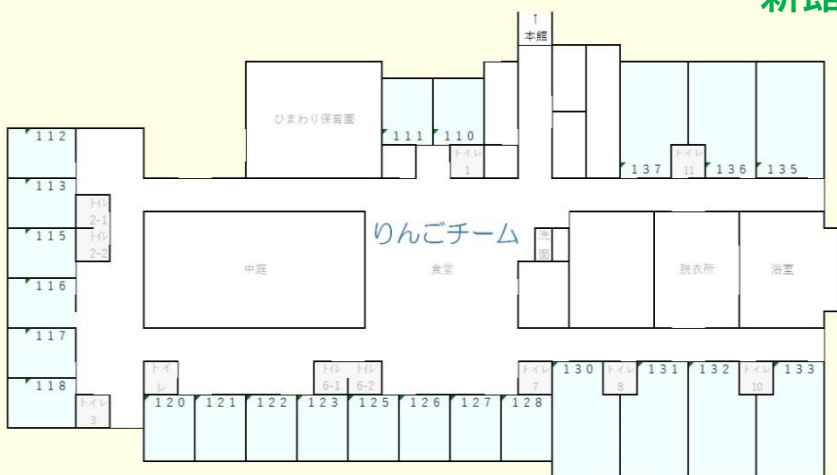 新館
↑
本館
ひまわり保育園
111
110
トイレ
1
137
トイレ
11
136
135
112
113
トイレ
2-1
トイレ
2-2
115
116
117
118
トイレ
3
りんごチーム
中庭
食堂
洗
面
脱衣所
浴室
トイ
レ
トイレ
6-1
トイレ
6-2
トイレ
7
130
トイレ
8
131
132
トイレ
10
133
120
121
122
123
125
126
127
128